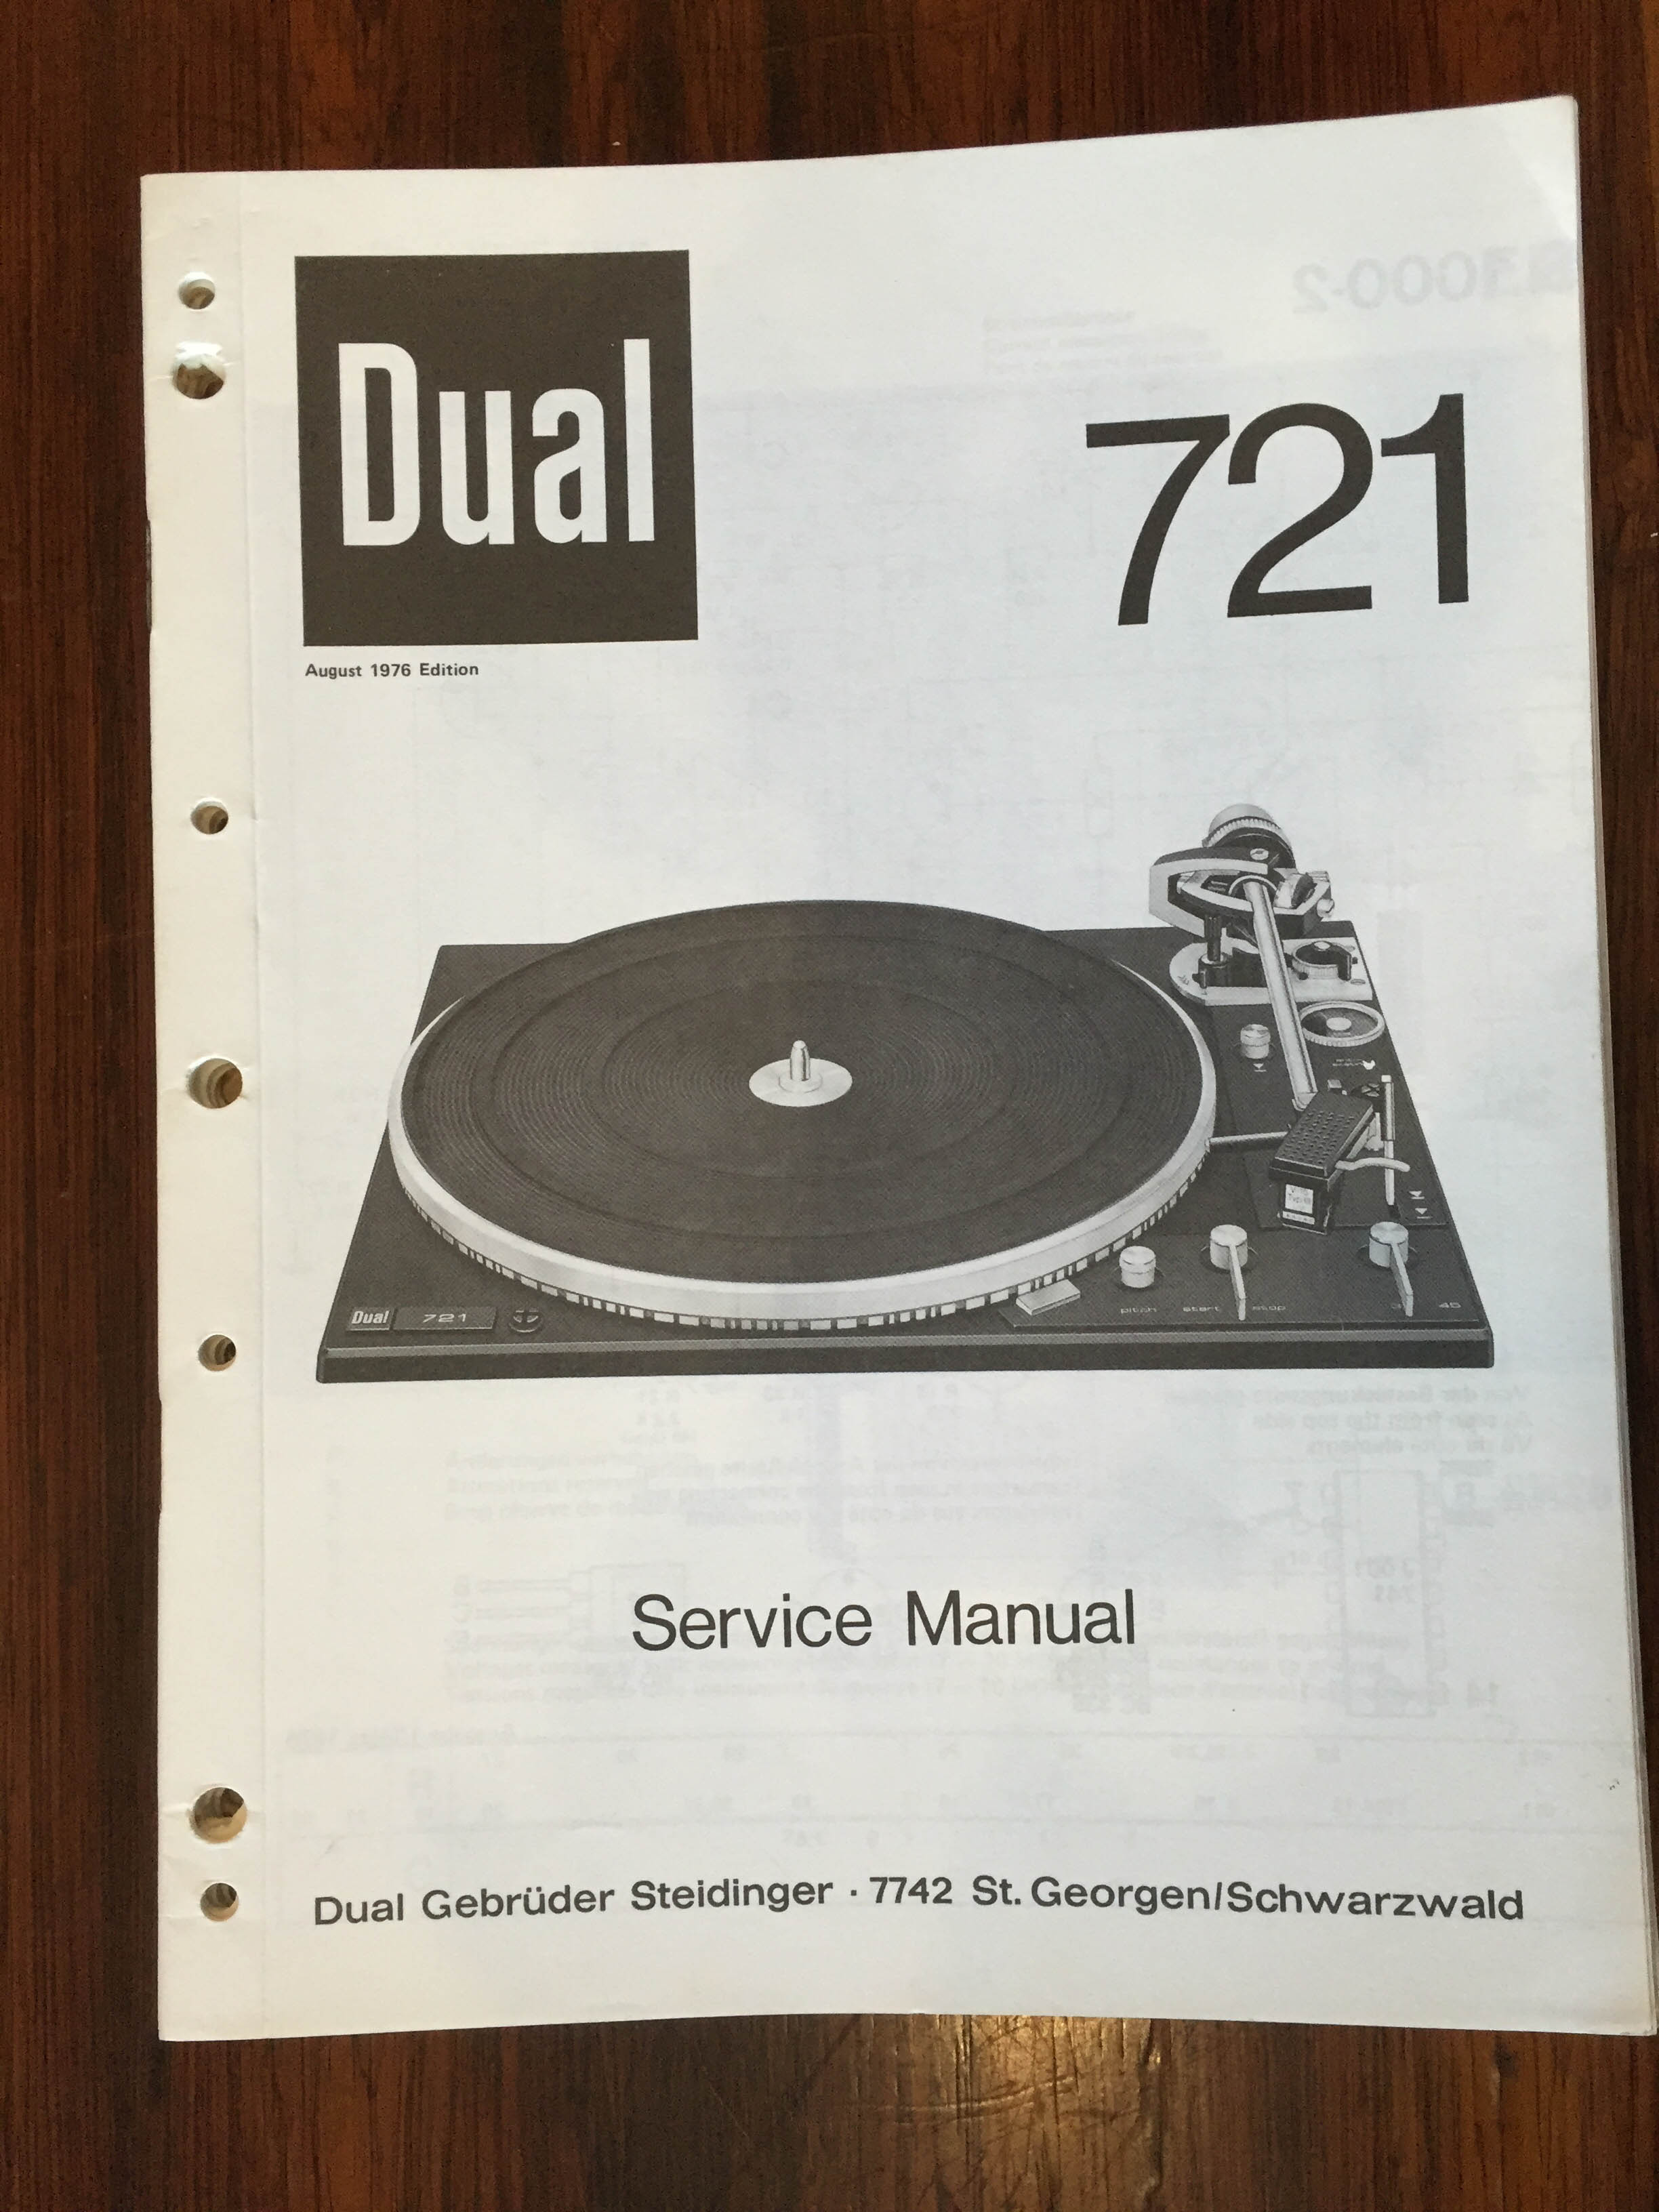 Dual
721
August 1976 Edition
Dual 721
pitch start stop 45
Service Manual
Dual Gebrüder Steidinger · 7742 St. Georgen/Schwarzwald